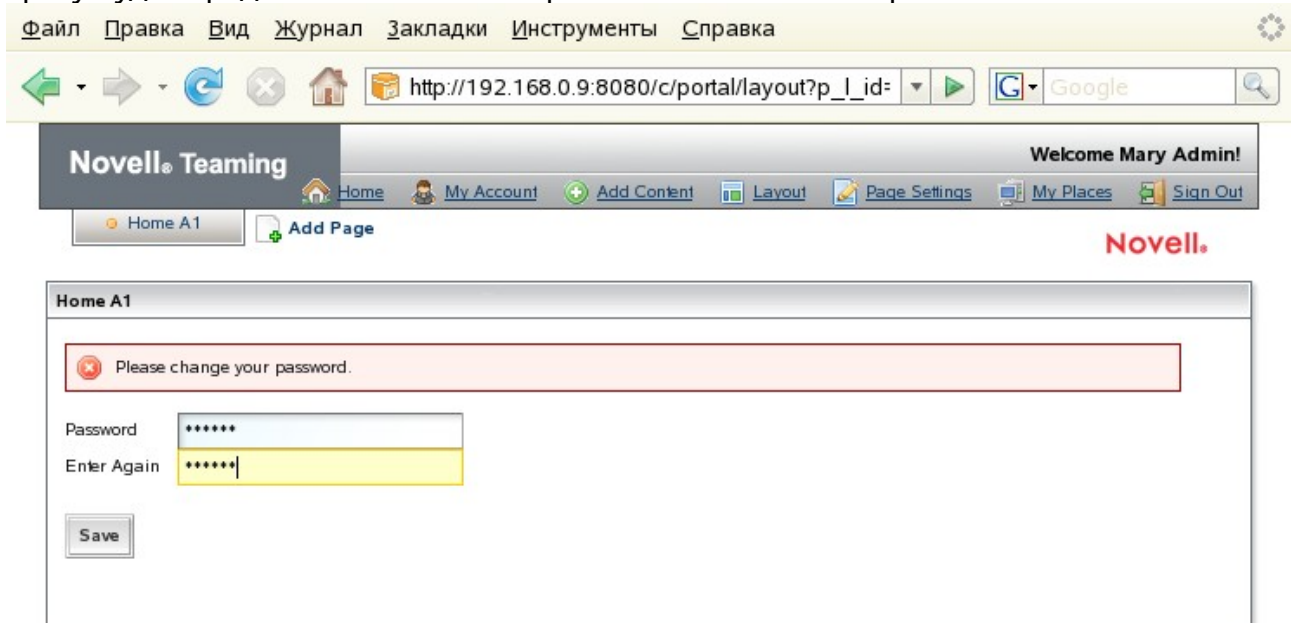 Файл Правка Вид Журнал Закладки Инструменты Справка
http://192.168.0.9:8080/c/portal/layout?p_l_id= G Google
Novell® Teaming
Welcome Mary Admin!
Home My Account Add Content Layout Page Settings My Places Sign Out
Home A1 Add Page
Novell®
Home A1
Please change your password.
Password ******
Enter Again ******
Save